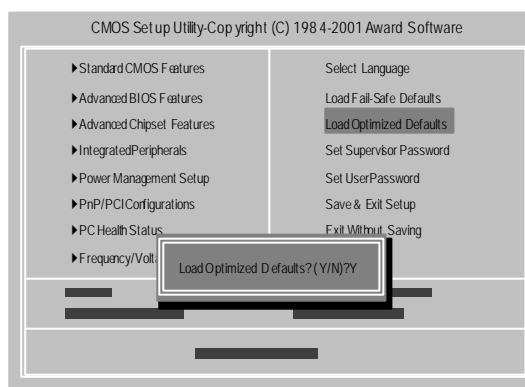 CMOS Setup Utility-Copyright (C) 1984-2001 Award Software
▶Standard CMOS Features
▶Advanced BIOS Features
▶Advanced Chipset Features
▶Integrated Peripherals
▶Power Management Setup
▶PnP/PCI Configurations
▶PC Health Status
▶Frequency/Volta
Select Language
Load Fail-Safe Defaults
Load Optimized Defaults
Set Supervisor Password
Set User Password
Save & Exit Setup
Exit Without Saving
Load Optimized Defaults? (Y/N)?Y